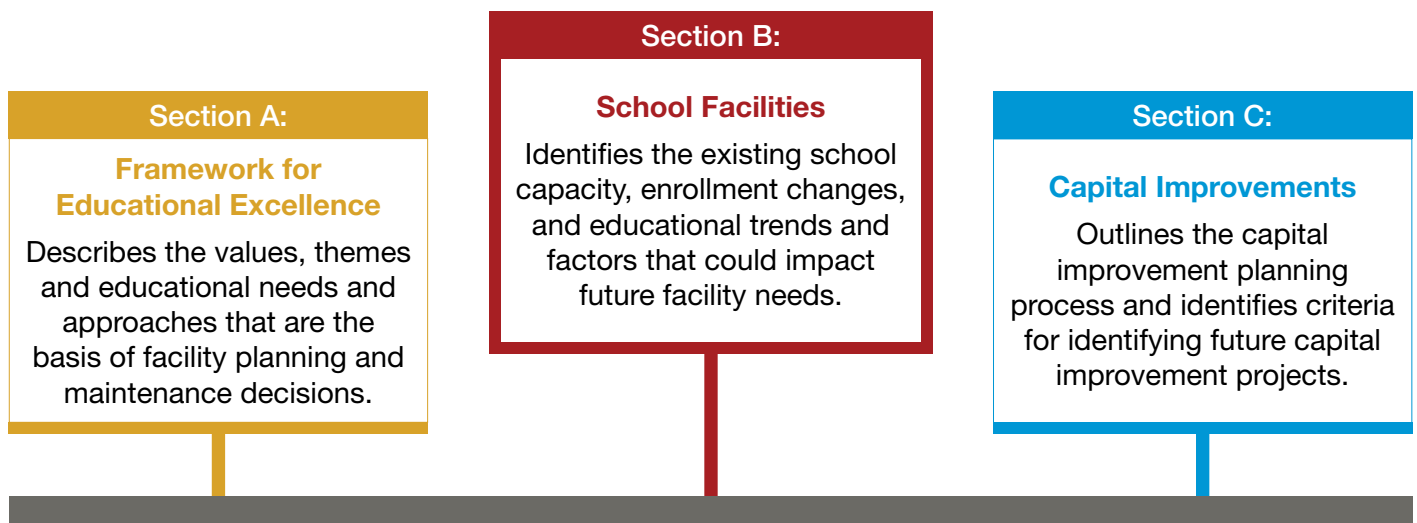 Section A:
Framework for
Educational Excellence
Describes the values, themes
and educational needs and
approaches that are the
basis of facility planning and
maintenance decisions.
Section B:
School Facilities
Identifies the existing school
capacity, enrollment changes,
and educational trends and
factors that could impact
future facility needs.
Section C:
Capital Improvements
Outlines the capital
improvement planning
process and identifies criteria
for identifying future capital
improvement projects.